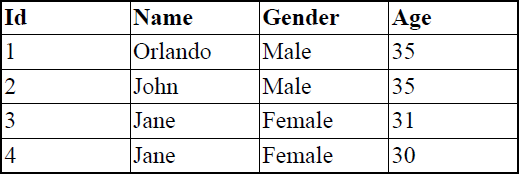 Id Name Gender Age
1 Orlando Male 35
2 John Male 35
3 Jane Female 31
4 Jane Female 30